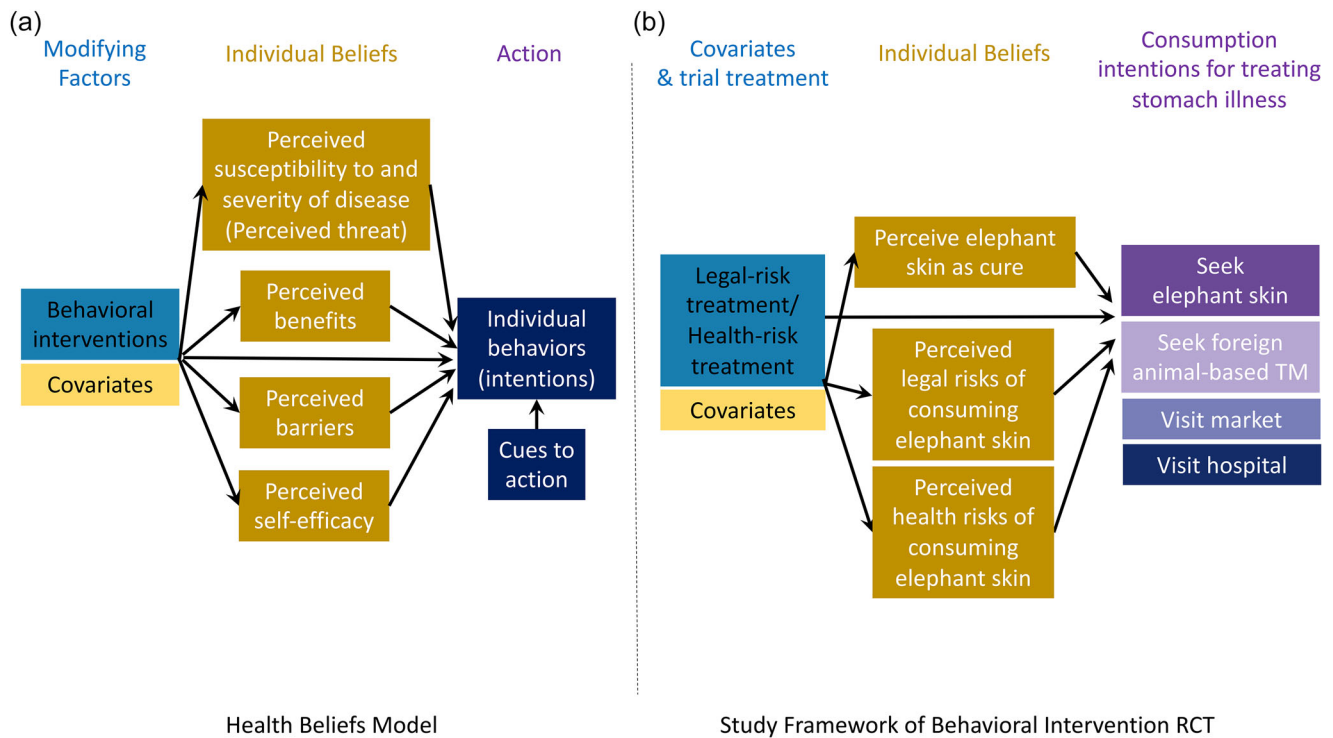 (a)
Modifying
Factors
Individual Beliefs
Action
Perceived
susceptibility to and
severity of disease
(Perceived threat)
Behavioral
interventions
Covariates
Perceived
benefits
Perceived
barriers
Perceived
self-efficacy
Individual
behaviors
(intentions)
Cues to
action
Health Beliefs Model
(b)
Covariates
& trial treatment
Individual Beliefs
Consumption
intentions for treating
stomach illness
Legal-risk
treatment/
Health-risk
treatment
Covariates
Perceive elephant
skin as cure
Perceived
legal risks of
consuming
elephant skin
Perceived
health risks of
consuming
elephant skin
Seek
elephant skin
Seek foreign
animal-based TM
Visit market
Visit hospital
Study Framework of Behavioral Intervention RCT